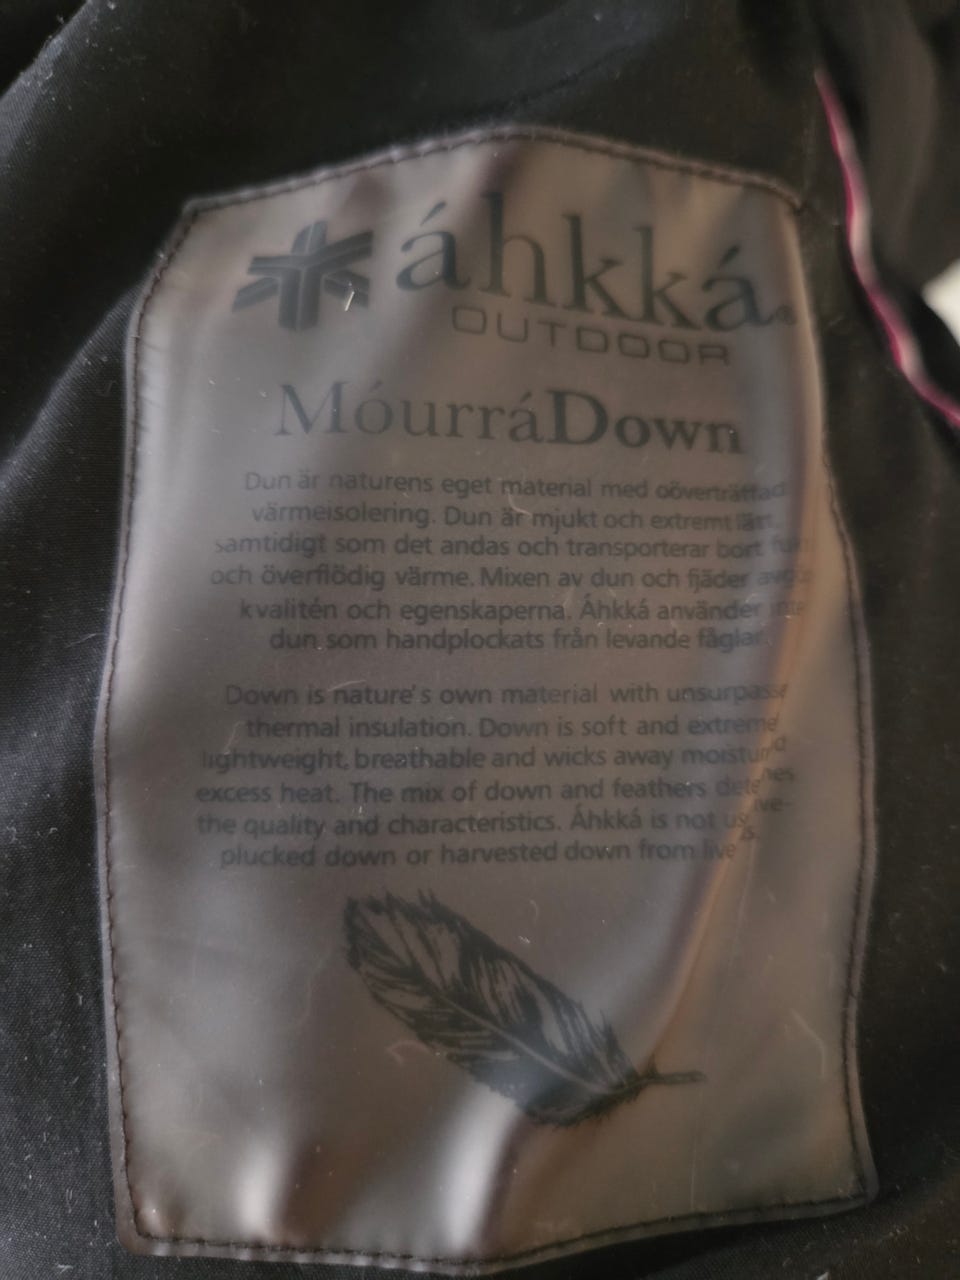 áhkká®
OUTDOOR
MóurráDown
Dun är naturens eget material med oöverträffad
värmeisolering. Dun är mjukt och extremt lätt,
samtidigt som det andas och transporterar bort
och överflödig värme. Mixen av dun och fjäder
kvalitén och egenskaperna. Áhkká använder inte
dun som handplockats från levande fåglar.
Down is nature's own material with
thermal insulation. Down is soft and
lightweight, breathable and wicks away
excess heat. The mix of down and feathers
the quality and characteristics. Áhkká is not
plucked down or harvested down from